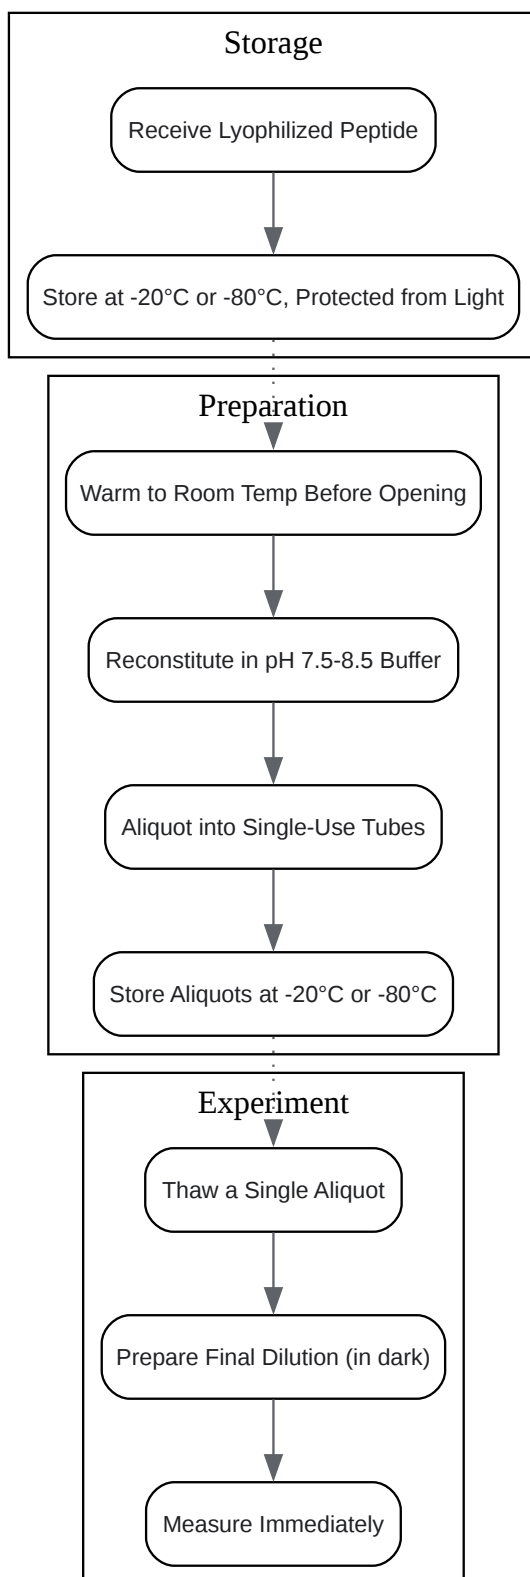 Storage
Receive Lyophilized Peptide
Store at -20°C or -80°C, Protected from Light
Preparation
Warm to Room Temp Before Opening
Reconstitute in pH 7.5-8.5 Buffer
Aliquot into Single-Use Tubes
Store Aliquots at -20°C or -80°C
Experiment
Thaw a Single Aliquot
Prepare Final Dilution (in dark)
Measure Immediately